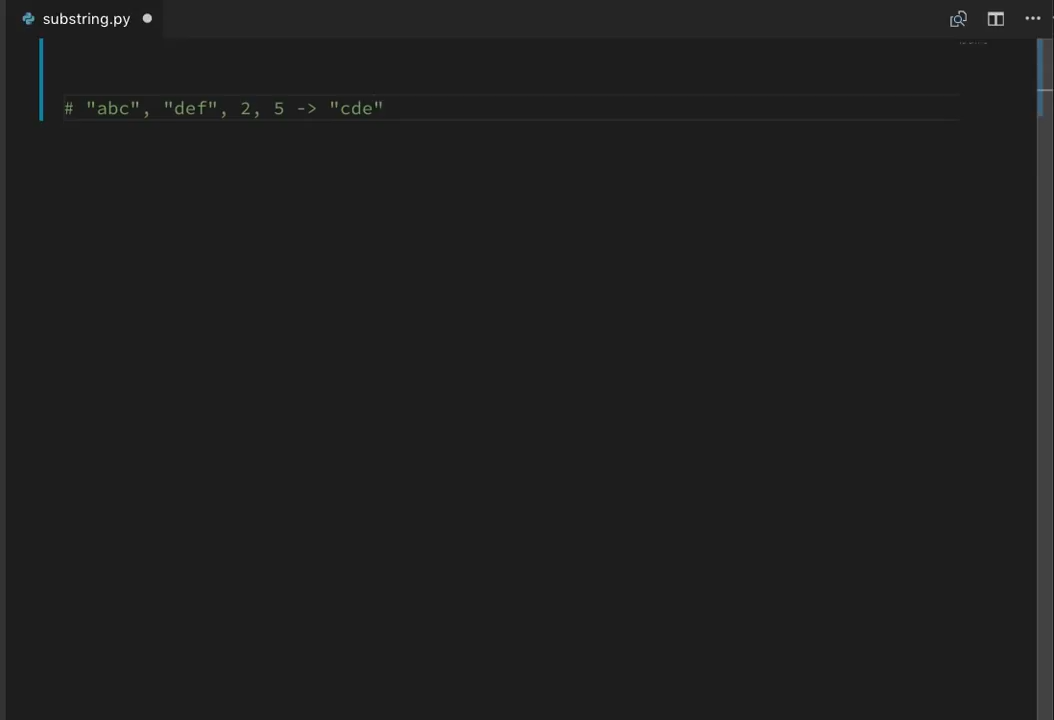 substring.py
# "abc", "def", 2, 5 -> "cde"